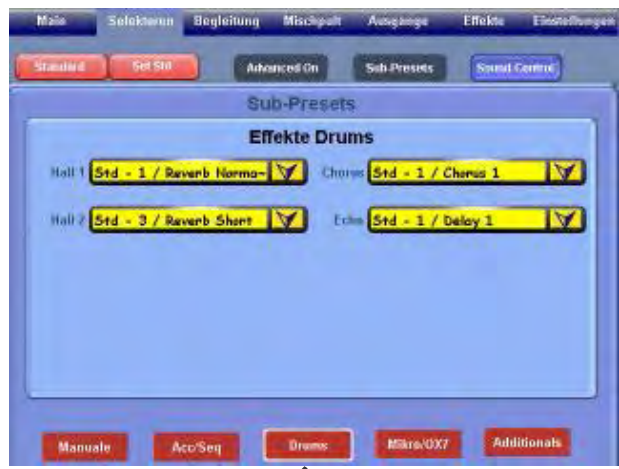 Main Selektoren Begleitung Mischpult Ausgänge Effekte Einstellungen
Standard Set Std Advanced On Sub-Presets Sound Control
Sub-Presets
Effekte Drums
Hall 1 Std - 1 / Reverb Norma~ Chorus Std - 1 / Chorus 1
Hall 2 Std - 3 / Reverb Short Echo Std - 1 / Delay 1
Manuale Acc/Seq Drums Mikro/OX7 Additionals